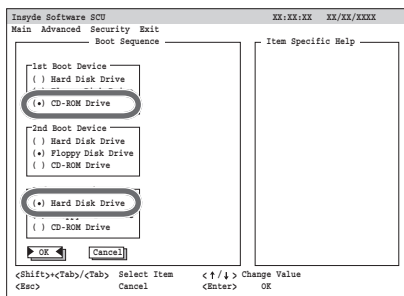 Insyde Software SCU XX:XX:XX XX/XX/XXXX
Main Advanced Security Exit
Boot Sequence Item Specific Help
1st Boot Device
( ) Hard Disk Drive
(•) CD-ROM Drive
2nd Boot Device
( ) Hard Disk Drive
(•) Floppy Disk Drive
( ) CD-ROM Drive
(•) Hard Disk Drive
( ) CD-ROM Drive
OK Cancel
<Shift>+<Tab>/<Tab> Select Item <↑/↓> Change Value
<Esc> Cancel <Enter> OK